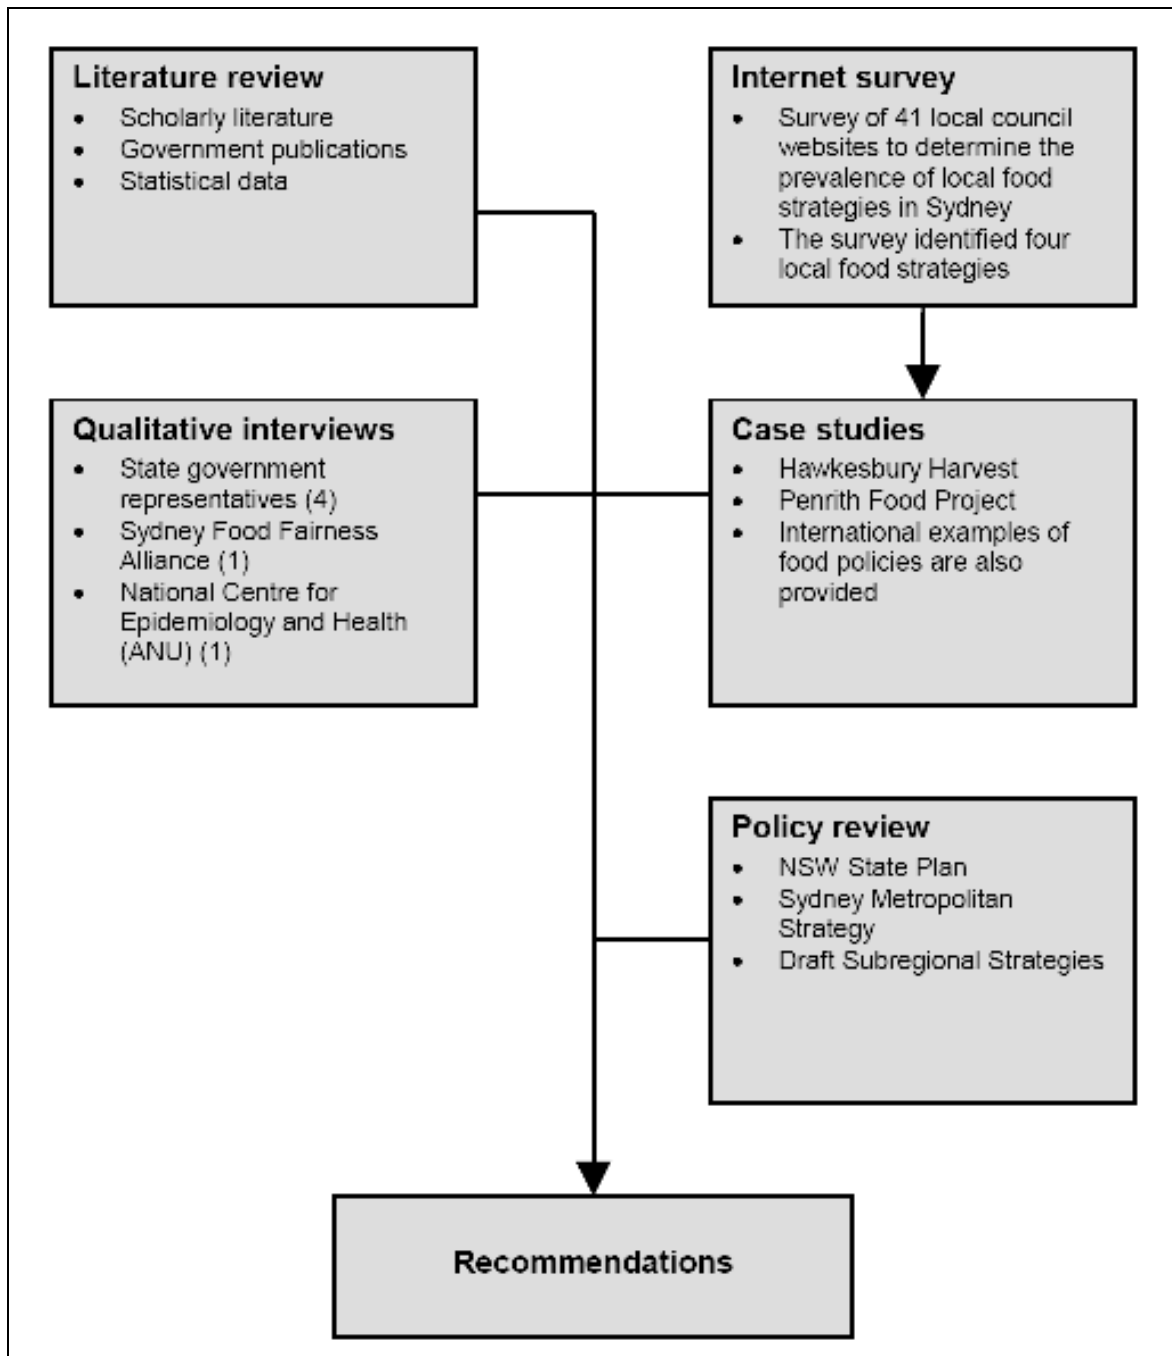 Literature review
• Scholarly literature
• Government publications
• Statistical data
Internet survey
• Survey of 41 local council
websites to determine the
prevalence of local food
strategies in Sydney
• The survey identified four
local food strategies
Qualitative interviews
• State government
representatives (4)
• Sydney Food Fairness
Alliance (1)
• National Centre for
Epidemiology and Health
(ANU) (1)
Case studies
• Hawkesbury Harvest
• Penrith Food Project
• International examples of
food policies are also
provided
Policy review
• NSW State Plan
• Sydney Metropolitan
Strategy
• Draft Subregional Strategies
Recommendations